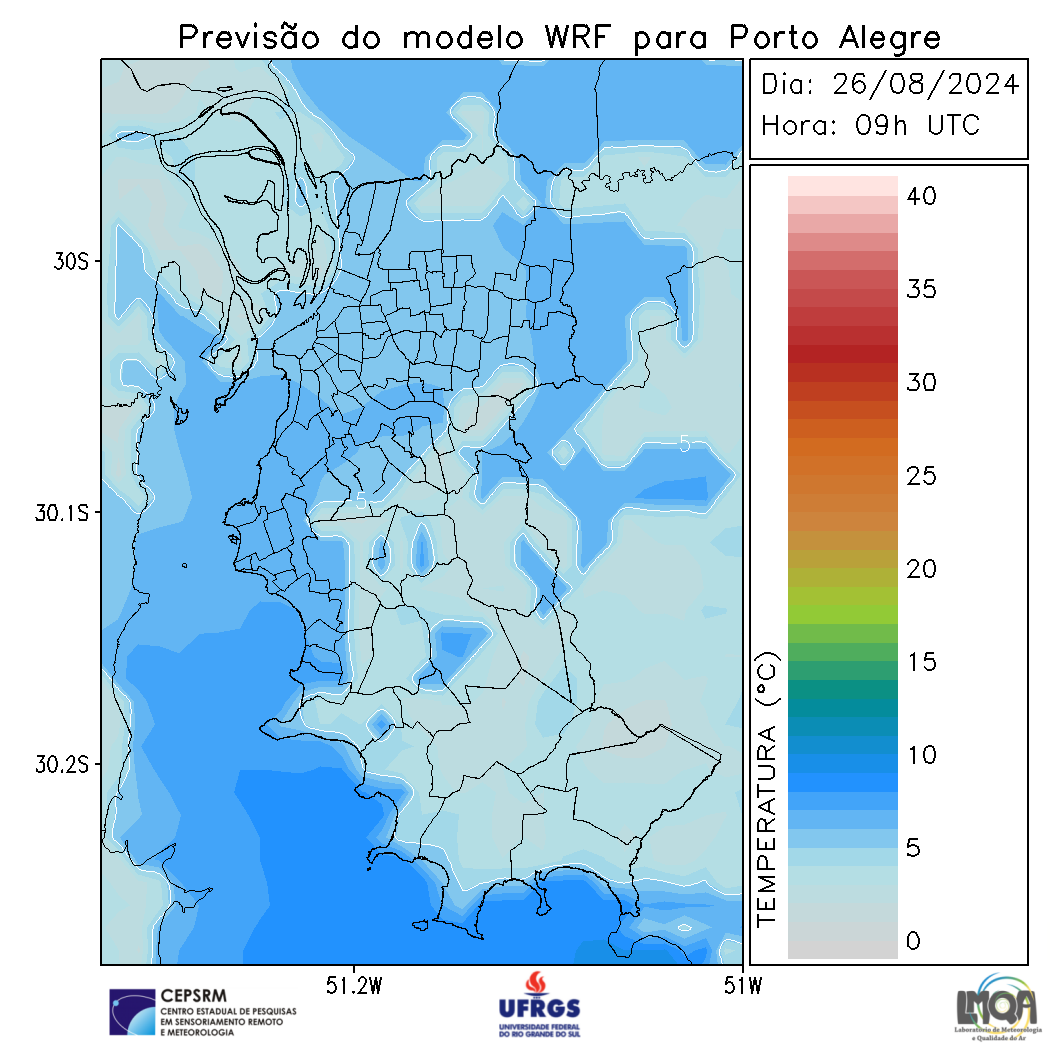 Previsão do modelo WRF para Porto Alegre
Dia: 26/08/2024
Hora: 09h UTC
40
35
30
25
20
15
10
5
0
TEMPERATURA (°C)
30S
30.1S
30.2S
51.2W
51W
5
5
CEPSRM
CENTRO ESTADUAL DE PESQUISAS
EM SENSORIAMENTO REMOTO
E METEOROLOGIA
UFRGS
UNIVERSIDADE FEDERAL
DO RIO GRANDE DO SUL
LMQA
Laboratório de Meteorologia
e Qualidade do Ar